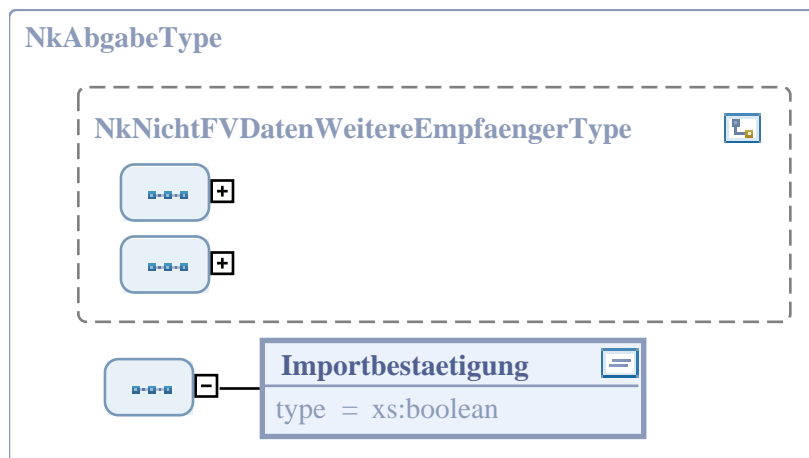 NkAbgabeType
NkNichtFVDatenWeitereEmpfaengerType
Importbestaetigung
type = xs:boolean